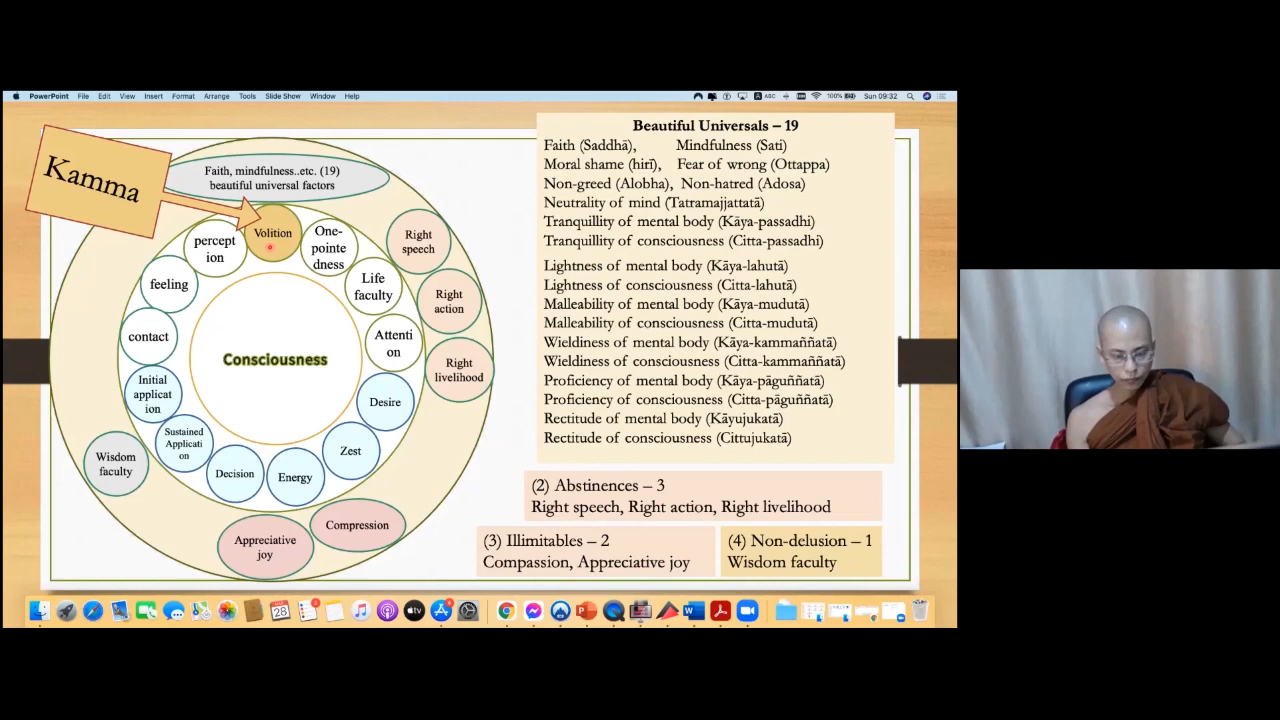 PowerPoint File Edit View Insert Format Arrange Tools Slide Show Window Help
ABC 100% Sun 09:32
Kamma
Faith, mindfulness..etc. (19)
beautiful universal factors
Volition
One-
pointe
dness
Life
faculty
Attenti
on
Desire
Zest
Energy
Decision
Sustained
Applicati
on
Initial
applicat
ion
contact
feeling
percept
ion
Consciousness
Right
speech
Right
action
Right
livelihood
Wisdom
faculty
Appreciative
joy
Compression
Beautiful Universals – 19
Faith (Saddhā), Mindfulness (Sati)
Moral shame (hirī), Fear of wrong (Ottappa)
Non-greed (Alobha), Non-hatred (Adosa)
Neutrality of mind (Tatramajjattatā)
Tranquillity of mental body (Kāya-passadhi)
Tranquility of consciousness (Citta-passadhi)
Lightness of mental body (Kāya-lahutā)
Lightness of consciousness (Citta-lahutā)
Malleability of mental body (Kāya-mudutā)
Malleability of consciousness (Citta-mudutā)
Wieldiness of mental body (Kāya-kammaññatā)
Wieldiness of consciousness (Citta-kammaññatā)
Proficiency of mental body (Kāya-pāguññatā)
Proficiency of consciousness (Citta-pāguññatā)
Rectitude of mental body (Kāyujukatā)
Rectitude of consciousness (Cittujukatā)
(2) Abstinences – 3
Right speech, Right action, Right livelihood
(3) Illimitables – 2
Compassion, Appreciative joy
(4) Non-delusion – 1
Wisdom faculty